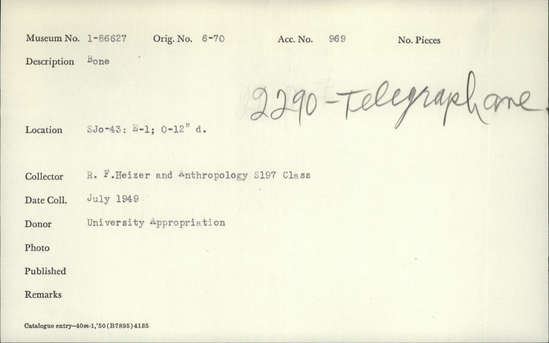 Museum No. 1-86627 Orig. No. 6-70 Acc. No. 969 No. Pieces
Description Bone
2290-Telegraph Ave.
Location SJo-43: E-1; 0-12" d.
Collector R. F.Heizer and Anthropology S197 Class
Date Coll. July 1949
Donor University Appropriation
Photo
Published
Remarks
Catalogue entry—40m-1,'50(B7895)4185